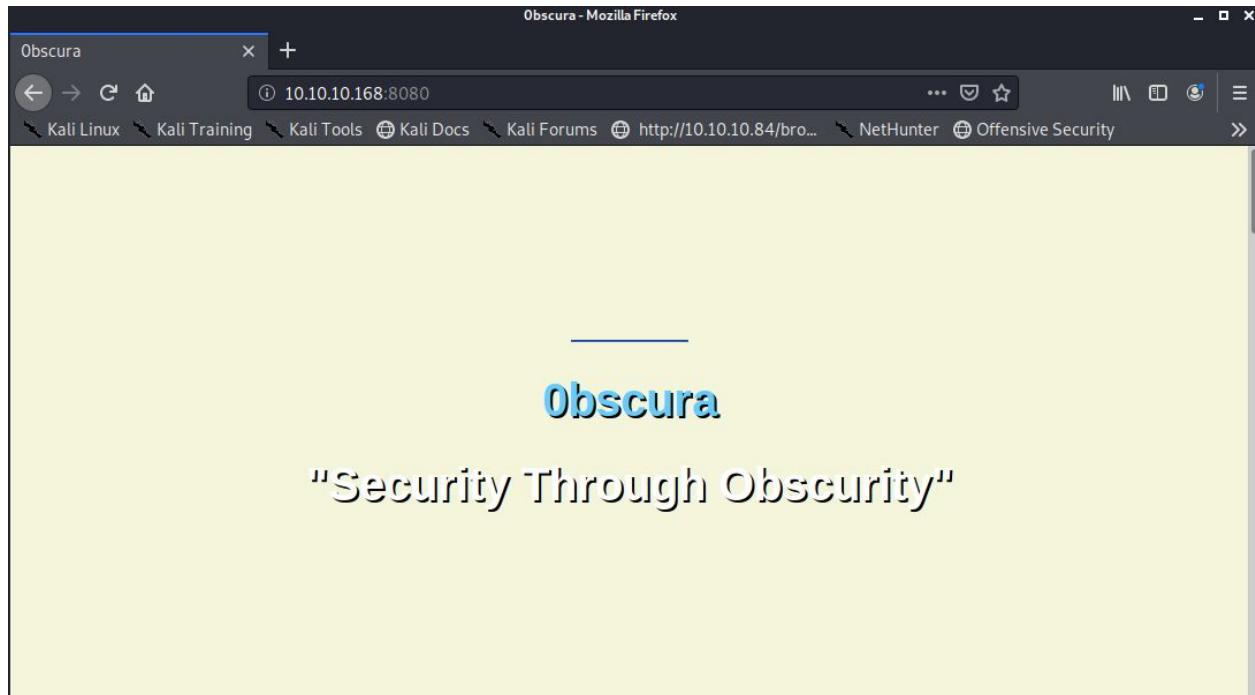 0bscura - Mozilla Firefox
0bscura
10.10.10.168:8080
Kali Linux Kali Training Kali Tools Kali Docs Kali Forums http://10.10.10.84/bro... NetHunter Offensive Security
0bscura
"Security Through Obscurity"